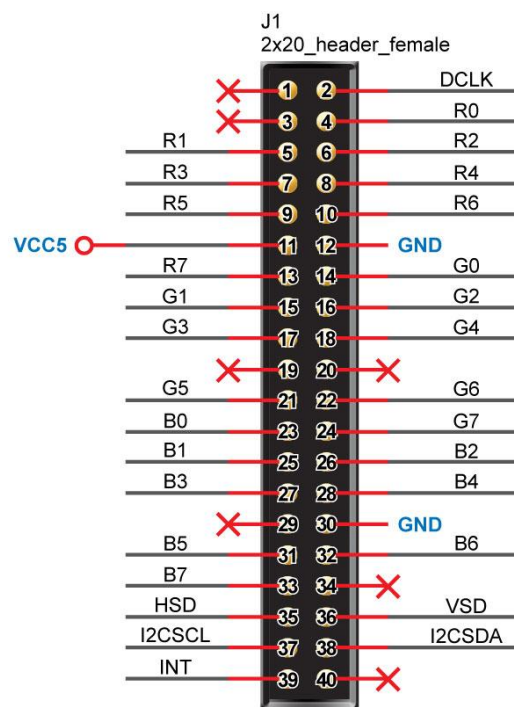 J1
2x20_header_female
1 2 DCLK
3 4 R0
R1 5 6 R2
R3 7 8 R4
R5 9 10 R6
VCC5 11 12 GND
R7 13 14 G0
G1 15 16 G2
G3 17 18 G4
19 20
G5 21 22 G6
B0 23 24 G7
B1 25 26 B2
B3 27 28 B4
29 30 GND
B5 31 32 B6
B7 33 34
HSD 35 36 VSD
I2CSCL 37 38 I2CSDA
INT 39 40